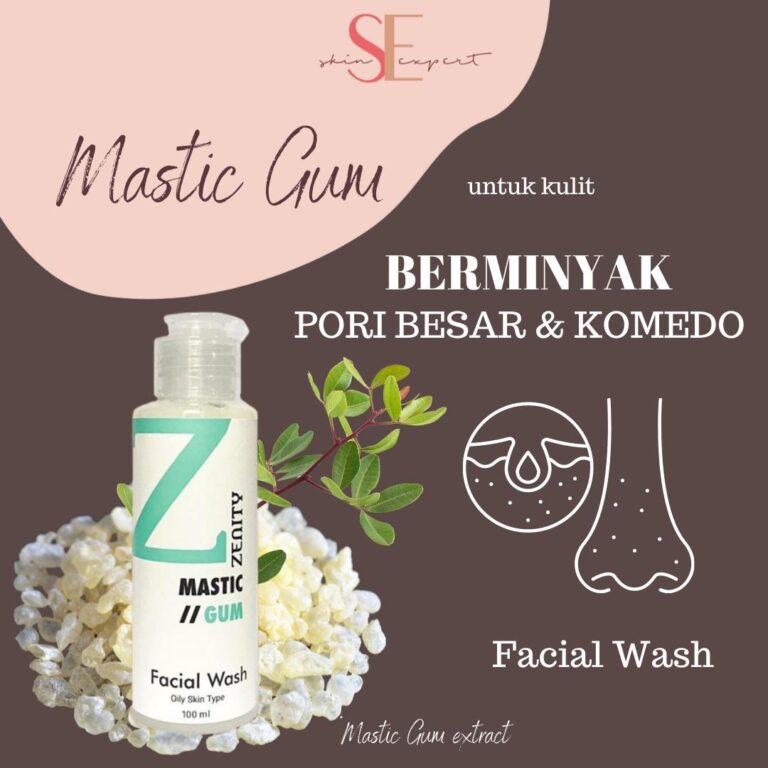 SE
skin expert
Mastic Gum
untuk kulit
BERMINYAK
PORI BESAR & KOMEDO
Z
ZENITY
MASTIC
// GUM
Facial Wash
Oily Skin Type
100 ml
Facial Wash
Mastic Gum extract